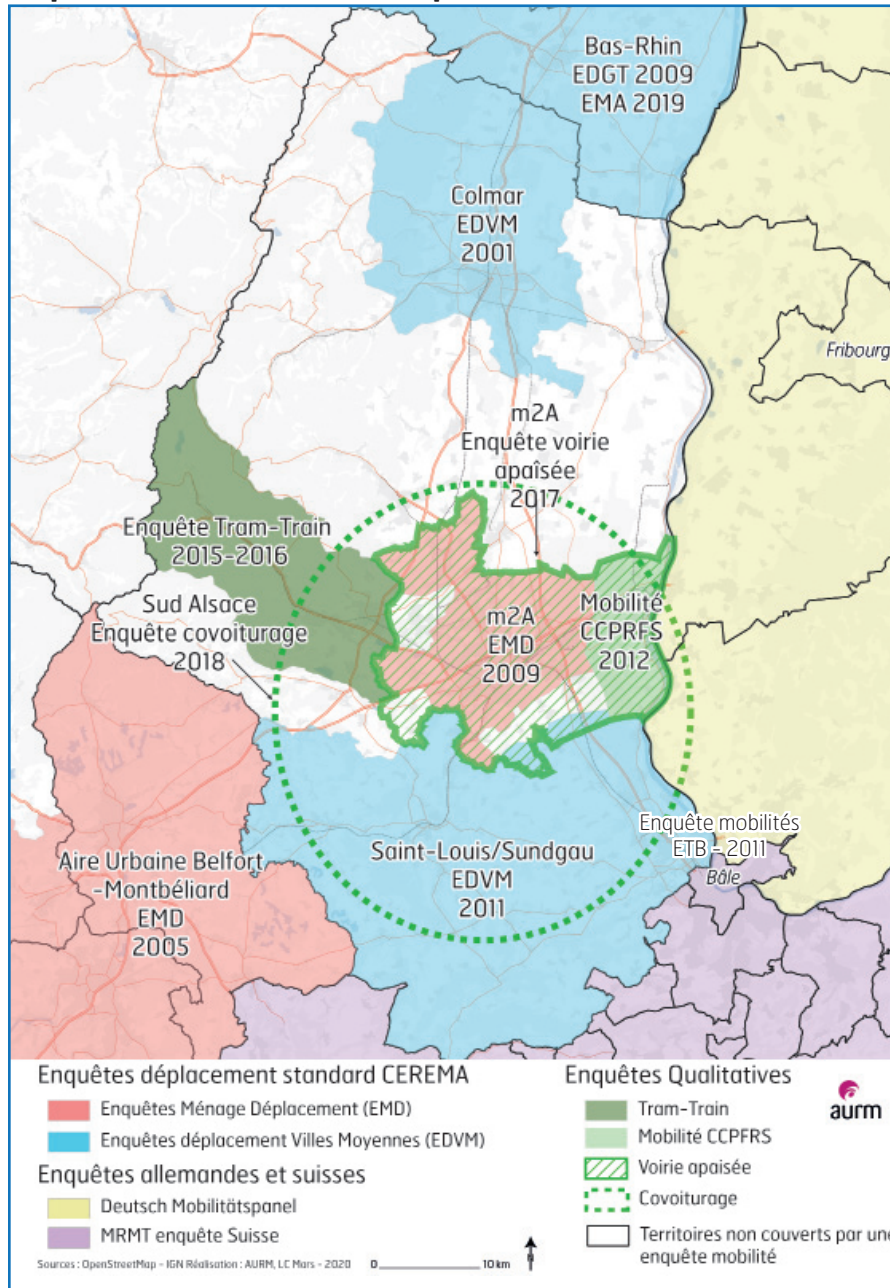 Bas-Rhin
EDGT 2009
EMA 2019
Colmar
EDVM
2001
Fribourg
m2A
Enquête voirie
apaîsée
2017
Enquête Tram-Train
2015-2016
Sud Alsace
Enquête covoiturage
2018
m2A
EMD
2009
Mobilité
CCPRFS
2012
Enquête mobilités
ETB - 2011
Bâle
Aire Urbaine Belfort
-Montbéliard
EMD
2005
Saint-Louis/Sundgau
EDVM
2011
Enquêtes déplacement standard CEREMA
Enquêtes Ménage Déplacement (EMD)
Enquêtes déplacement Villes Moyennes (EDVM)
Enquêtes allemandes et suisses
Deutsch Mobilitätspanel
MRMT enquête Suisse
Sources : OpenStreetMap - IGN Réalisation : AURM, LC Mars - 2020
0 10 km
N
Enquêtes Qualitatives
Tram-Train
Mobilité CCPFRS
Voirie apaisée
Covoiturage
Territoires non couverts par une
enquête mobilité
aurm